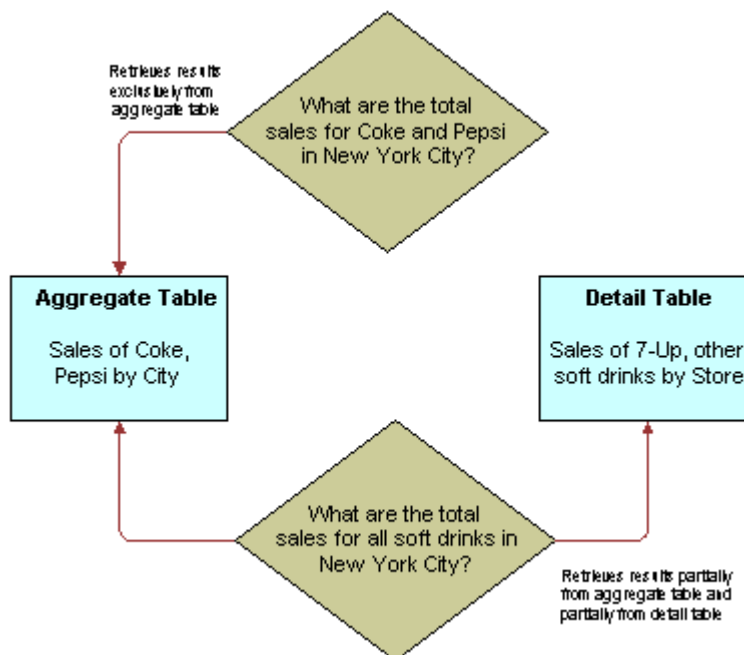 Retrieves results
exclusively from
aggregate table
What are the total
sales for Coke and Pepsi
in New York City?
Aggregate Table
Sales of Coke,
Pepsi by City
Detail Table
Sales of 7-Up, other
soft drinks by Store
What are the total
sales for all soft drinks in
New York City?
Retrieves results partially
from aggregate table and
partially from detail table